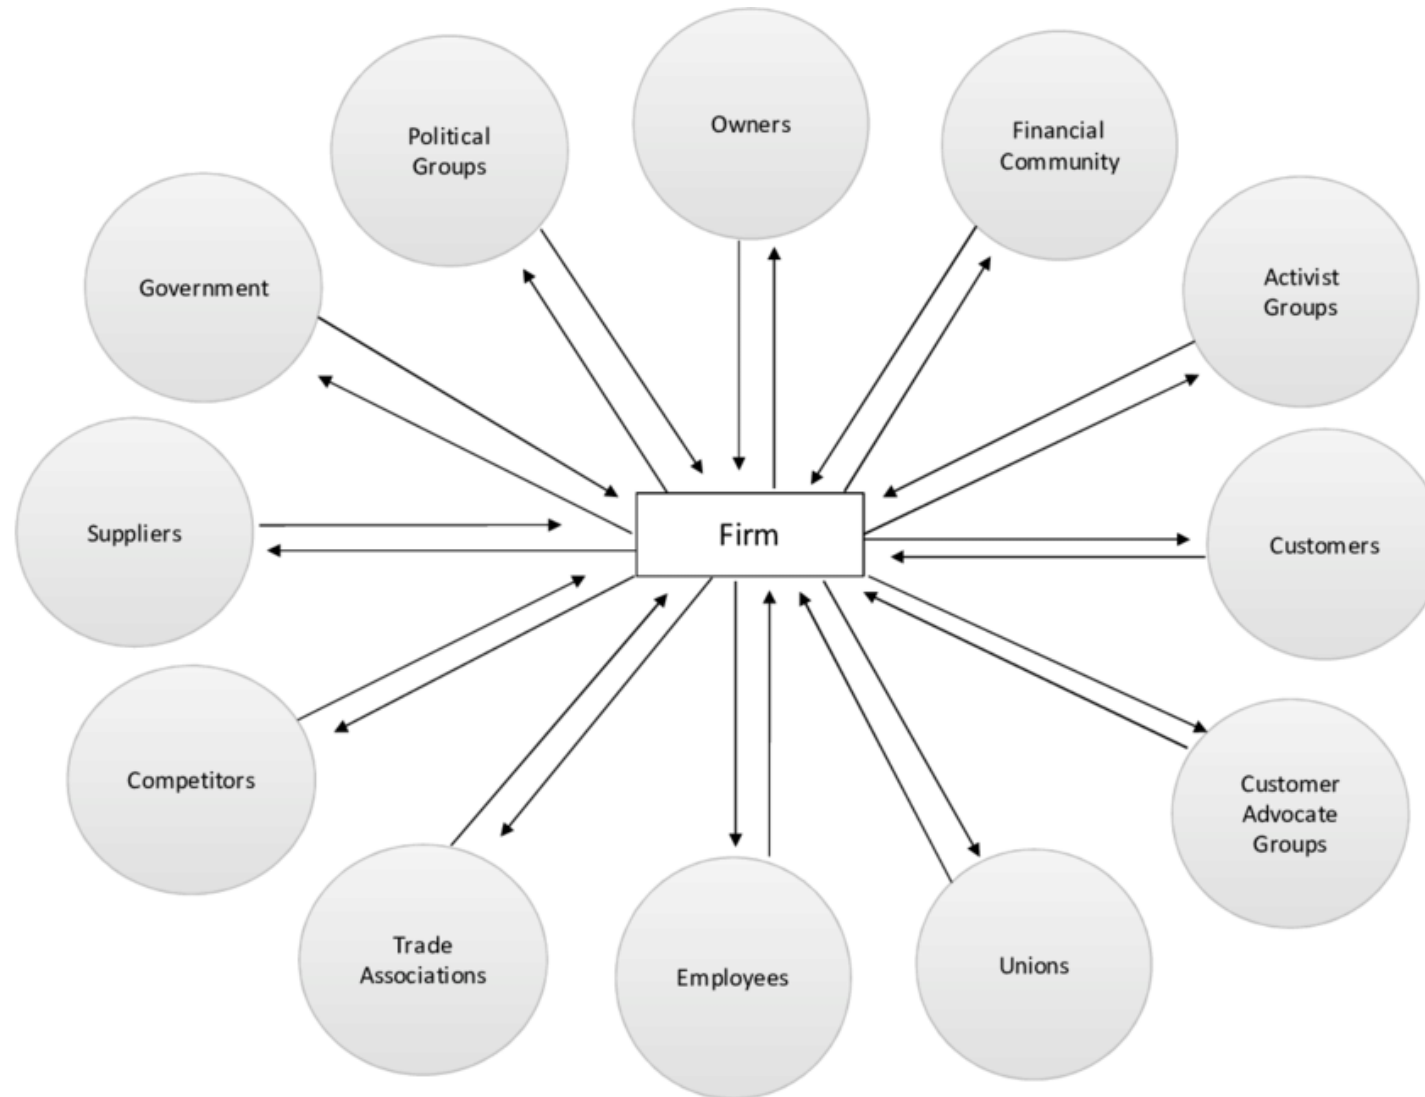 Owners
Financial
Community
Political
Groups
Activist
Groups
Government
Suppliers
Firm
Customers
Competitors
Customer
Advocate
Groups
Trade
Associations
Employees
Unions